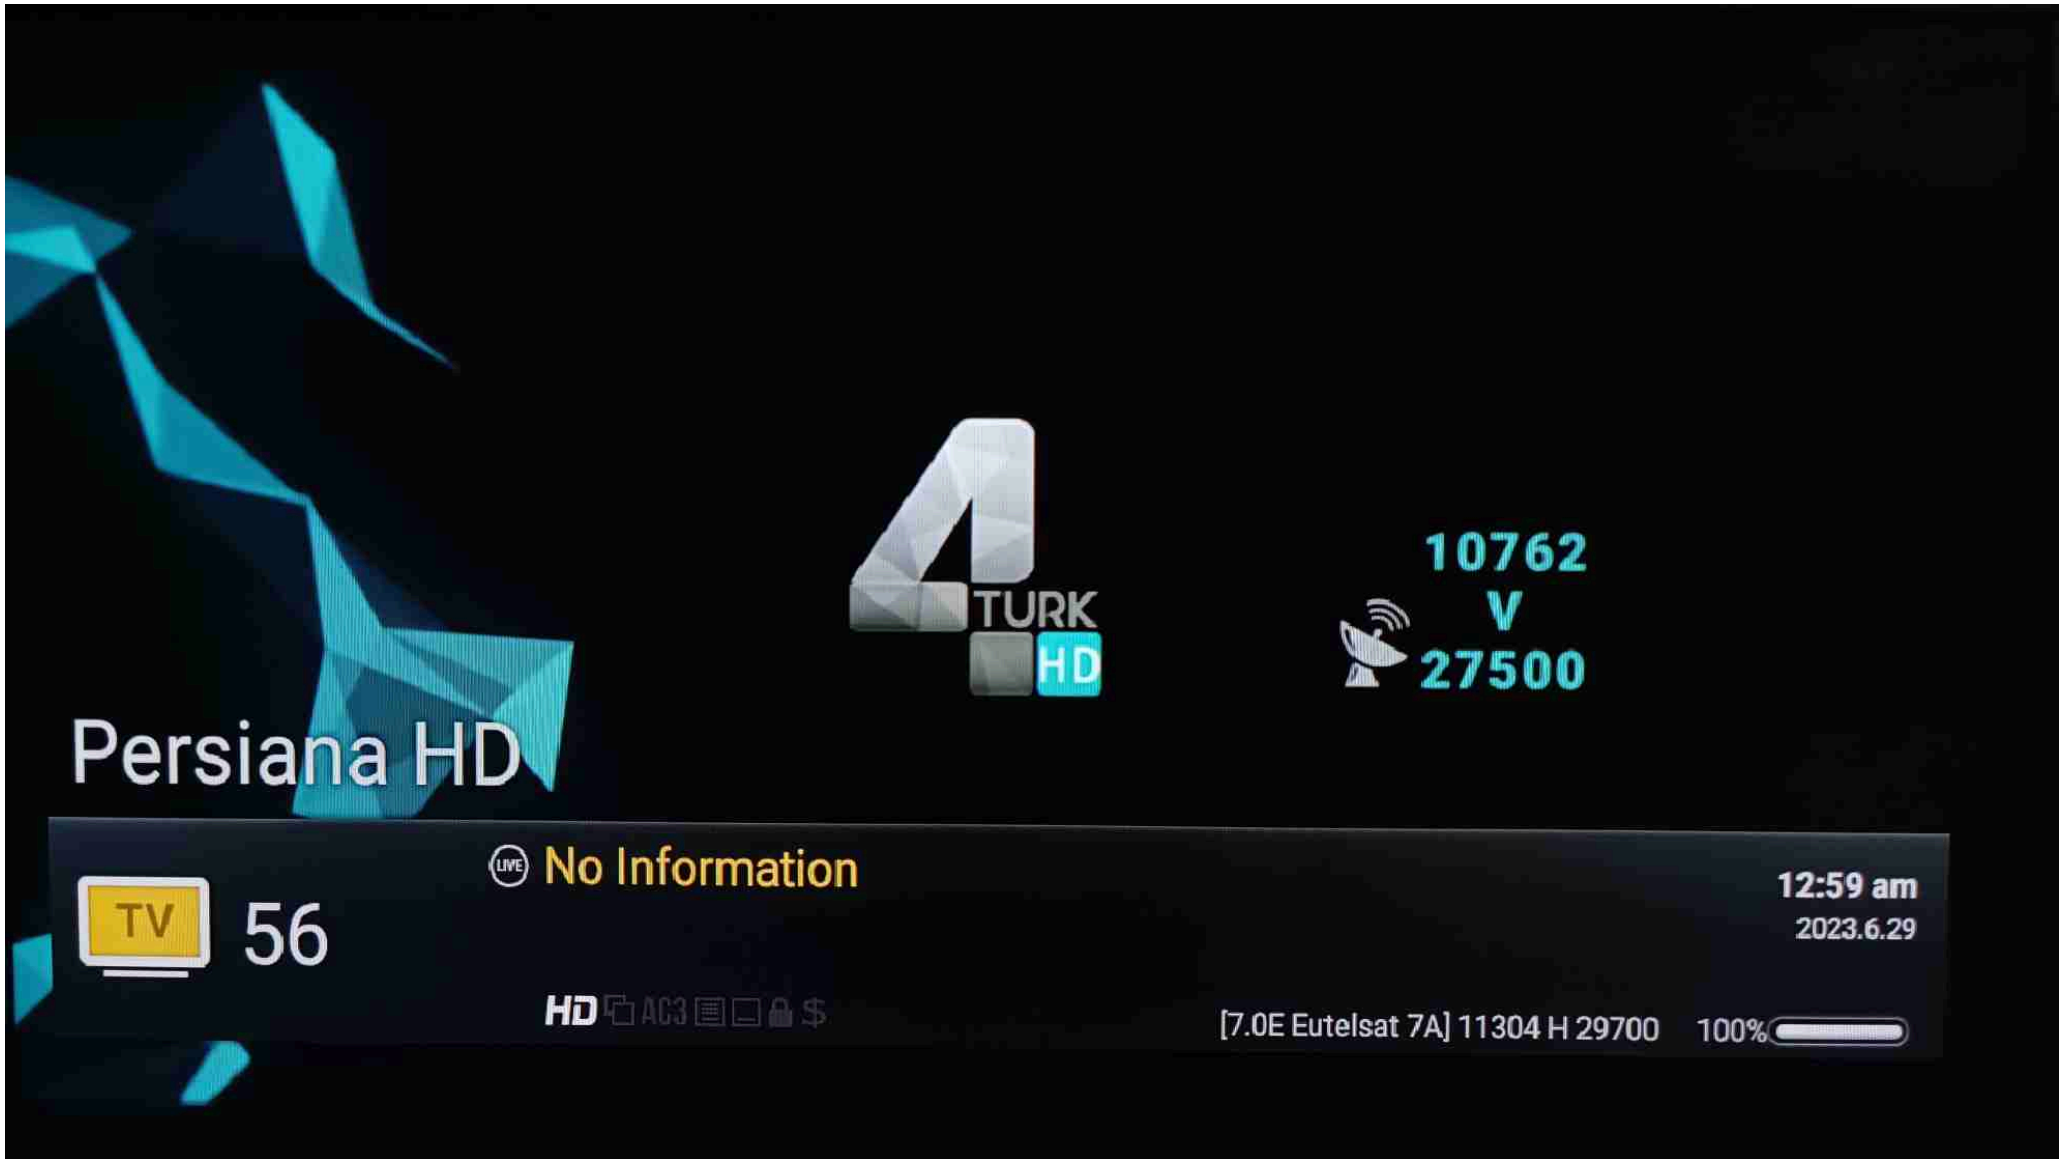 4
TURK
HD
10762
V
27500
Persiana HD
LIVE No Information
TV 56
12:59 am
2023.6.29
HD AC3 $
[7.0E Eutelsat 7A] 11304 H 29700 100%